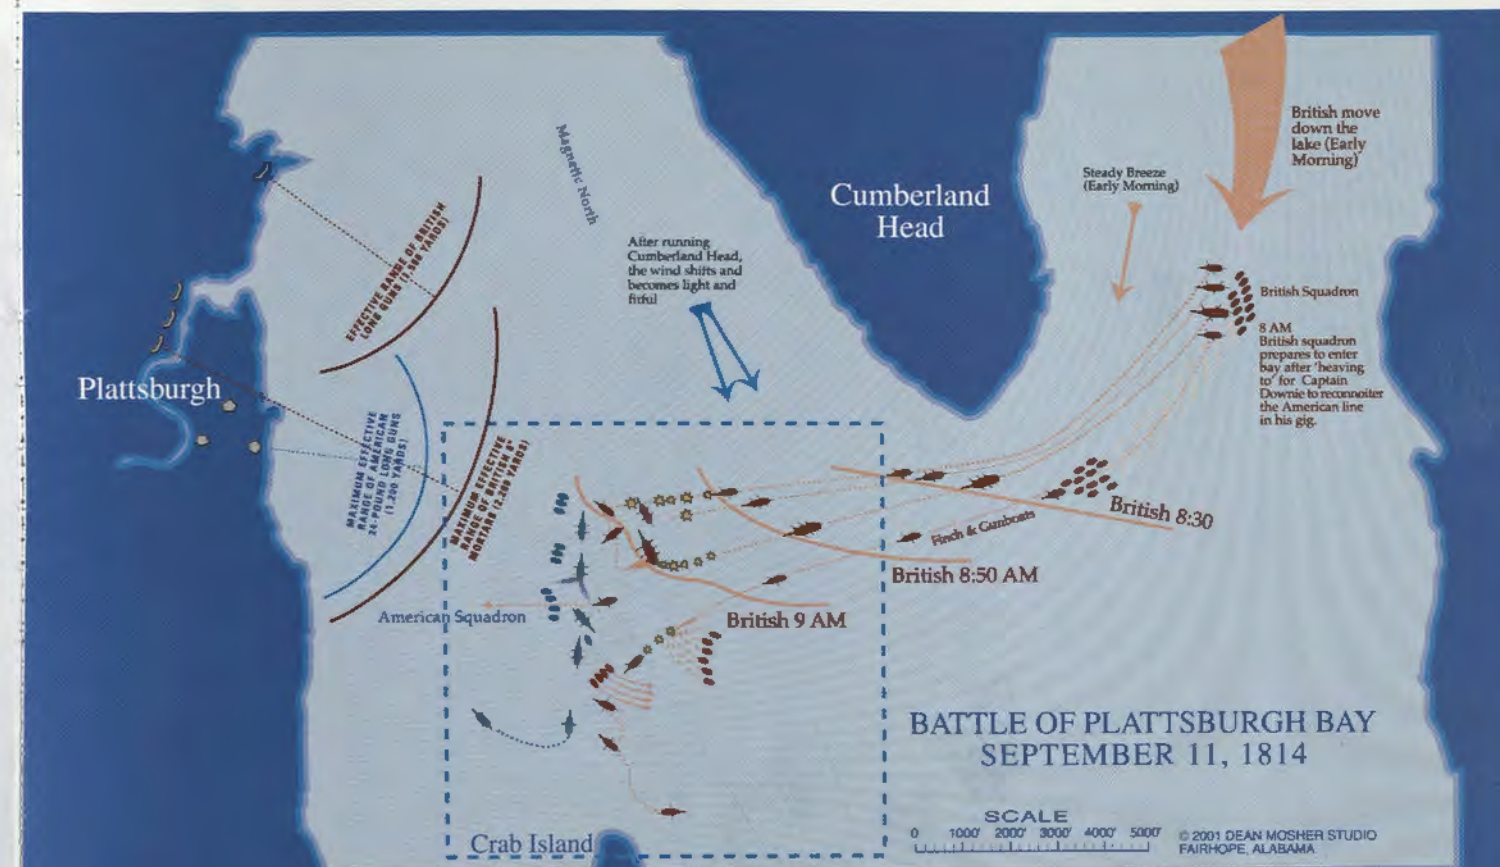 British move
down the
lake (Early
Morning)
Magnetic North
Steady Breeze
(Early Morning)
Cumberland
Head
After running
Cumberland Head,
the wind shifts and
becomes light and
fitful
EFFECTIVE RANGE OF BRITISH
LONG GUNS YARDS)
British Squadron
8 AM
British squadron
prepares to enter
bay after 'heaving
to' for Captain
Downie to reconnoiter
the American line
in his gig.
Plattsburgh
MAXIMUM EFFECTIVE
RANGE OF AMERICAN
24-POUND LONG GUNS
(1,200 YARDS)
MAXIMUM EFFECTIVE
RANGE OF BRITISH 8"
MORTARS (2,200 YARDS)
British 8:30
Finch & Gunboats
British 8:50 AM
American Squadron
British 9 AM
BATTLE OF PLATTSBURGH BAY
SEPTEMBER 11, 1814
SCALE
0 1000' 2000' 3000' 4000' 5000'
© 2001 DEAN MOSHER STUDIO
FAIRHOPE, ALABAMA
Crab Island